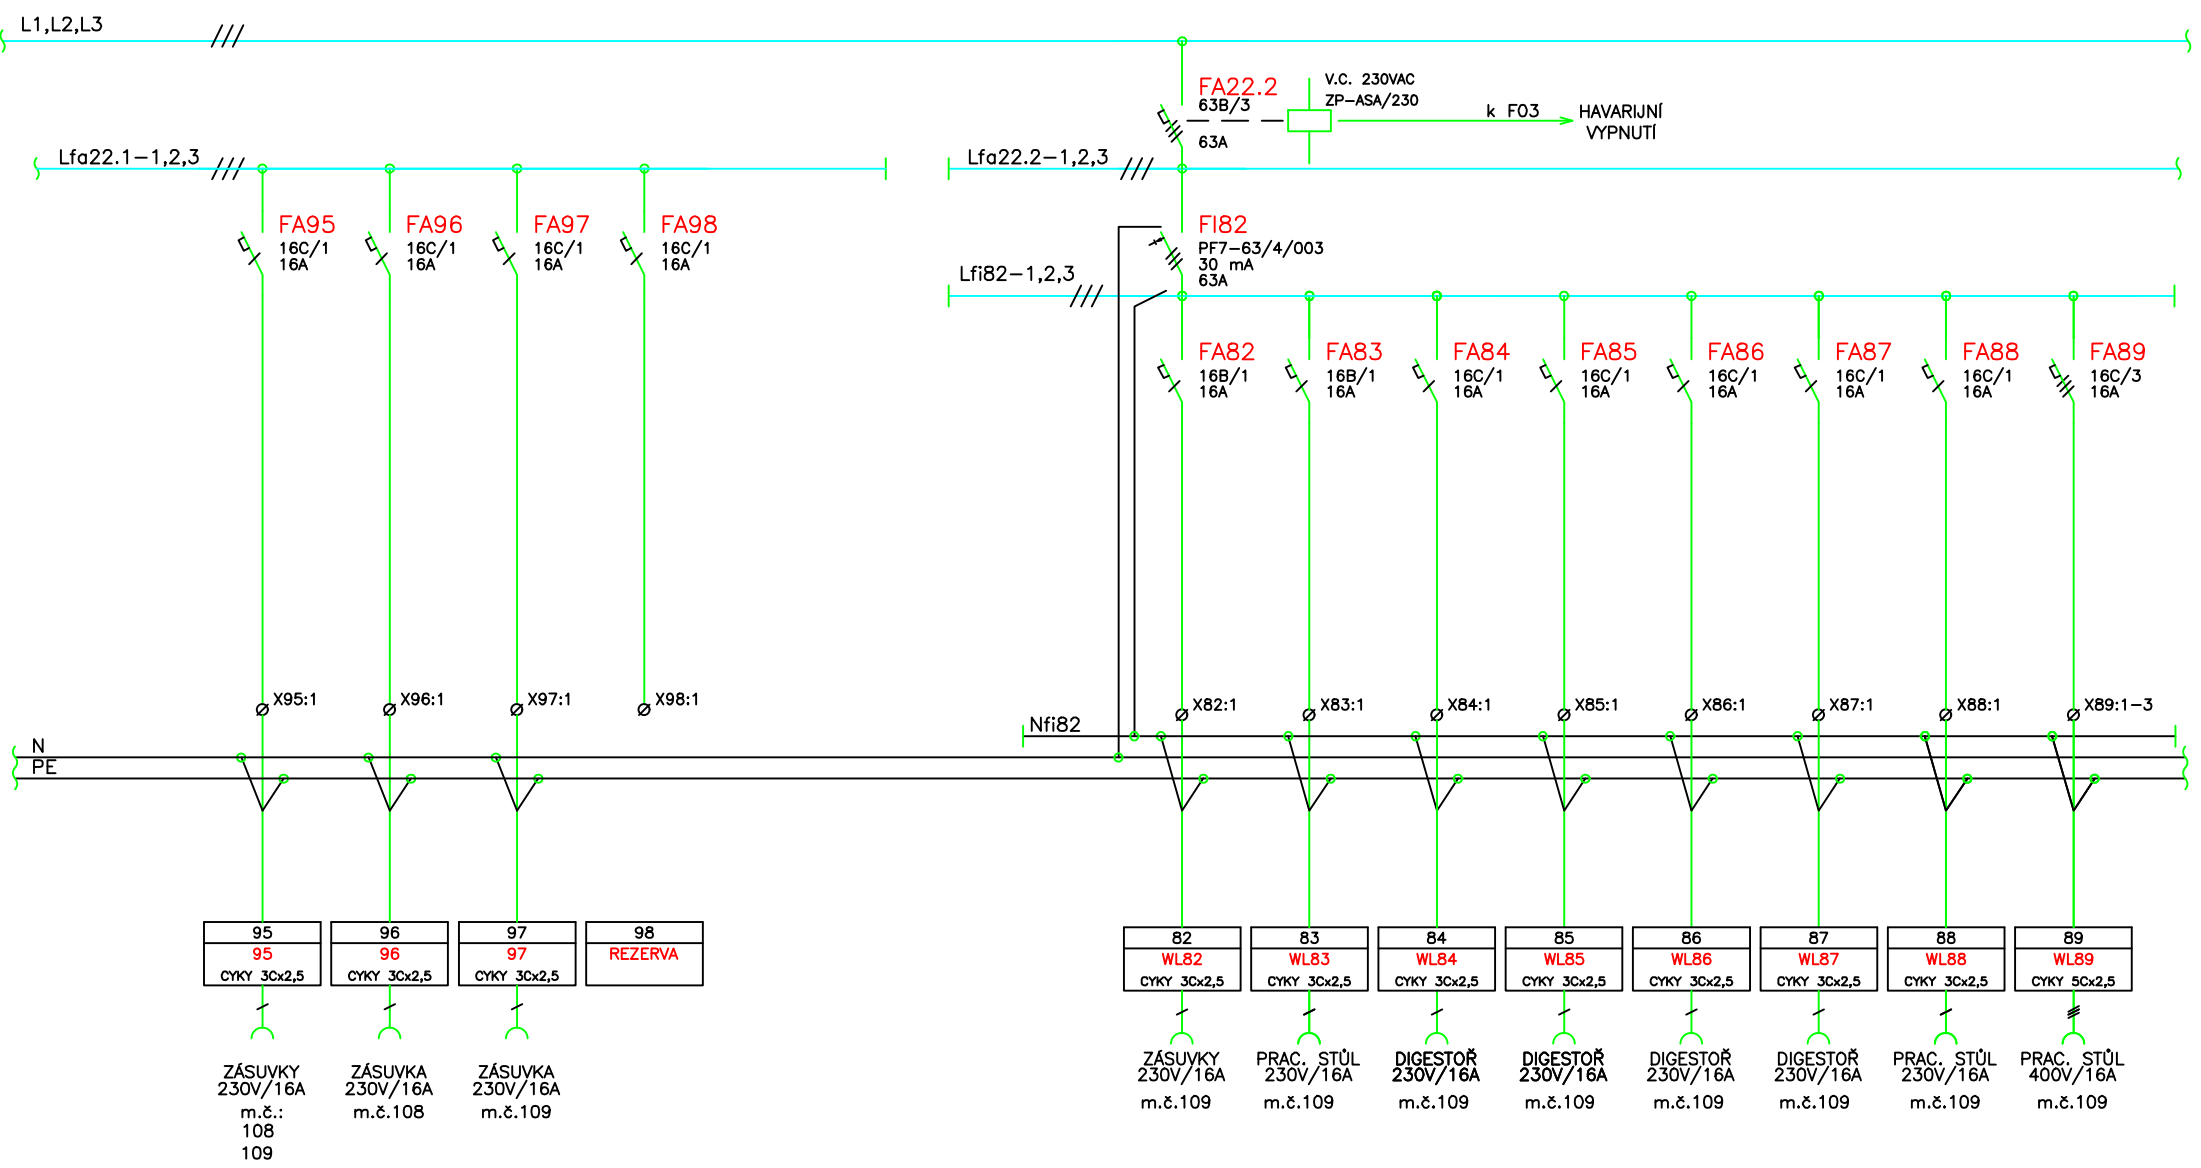 L1,L2,L3
FA22.2
63B/3
63A
V.C. 230VAC
ZP-ASA/230
k F03
HAVARIJNÍ
VYPNUTÍ
Lfa22.1-1,2,3
Lfa22.2-1,2,3
FA95
16C/1
16A
FA96
16C/1
16A
FA97
16C/1
16A
FA98
16C/1
16A
FI82
PF7-63/4/003
30 mA
63A
Lfi82-1,2,3
FA82
16B/1
16A
FA83
16B/1
16A
FA84
16C/1
16A
FA85
16C/1
16A
FA86
16C/1
16A
FA87
16C/1
16A
FA88
16C/1
16A
FA89
16C/3
16A
X95:1
X96:1
X97:1
X98:1
X82:1
X83:1
X84:1
X85:1
X86:1
X87:1
X88:1
X89:1-3
Nfi82
N
PE
95
95
CYKY 3Cx2,5
96
96
CYKY 3Cx2,5
97
97
CYKY 3Cx2,5
98
REZERVA
82
WL82
CYKY 3Cx2,5
83
WL83
CYKY 3Cx2,5
84
WL84
CYKY 3Cx2,5
85
WL85
CYKY 3Cx2,5
86
WL86
CYKY 3Cx2,5
87
WL87
CYKY 3Cx2,5
88
WL88
CYKY 3Cx2,5
89
WL89
CYKY 5Cx2,5
ZÁSUVKY
230V/16A
m.č.:
108
109
ZÁSUVKA
230V/16A
m.č.108
ZÁSUVKA
230V/16A
m.č.109
ZÁSUVKY
230V/16A
m.č.109
PRAC. STŮL
230V/16A
m.č.109
DIGESTOŘ
230V/16A
m.č.109
DIGESTOŘ
230V/16A
m.č.109
DIGESTOŘ
230V/16A
m.č.109
DIGESTOŘ
230V/16A
m.č.109
PRAC. STŮL
230V/16A
m.č.109
PRAC. STŮL
400V/16A
m.č.109